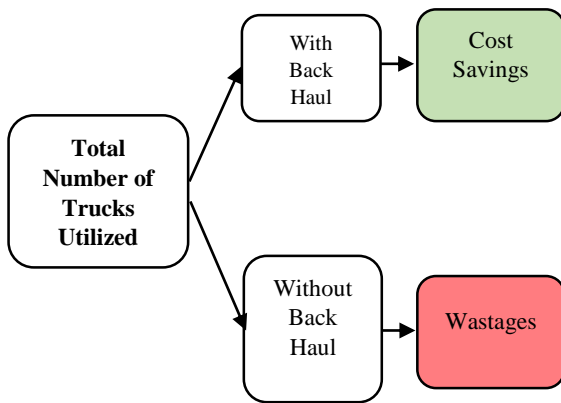 With
Back
Haul
Cost
Savings
Total
Number of
Trucks
Utilized
Without
Back
Haul
Wastages